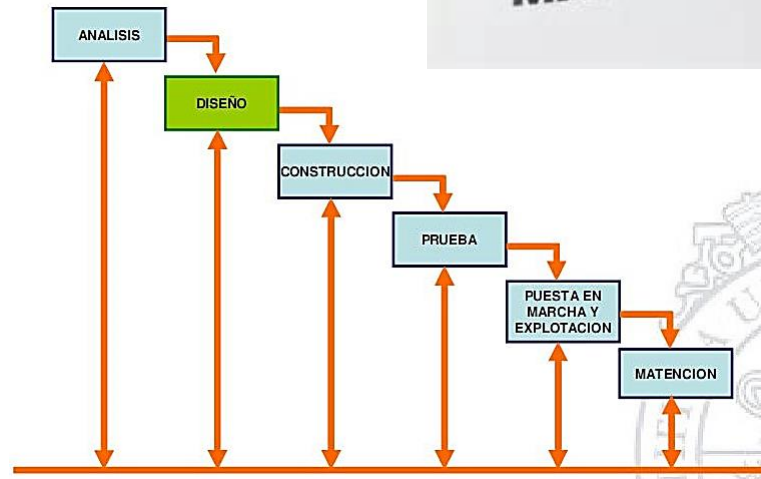 ANALISIS
DISEÑO
CONSTRUCCION
PRUEBA
PUESTA EN
MARCHA Y
EXPLOTACION
MATENCION